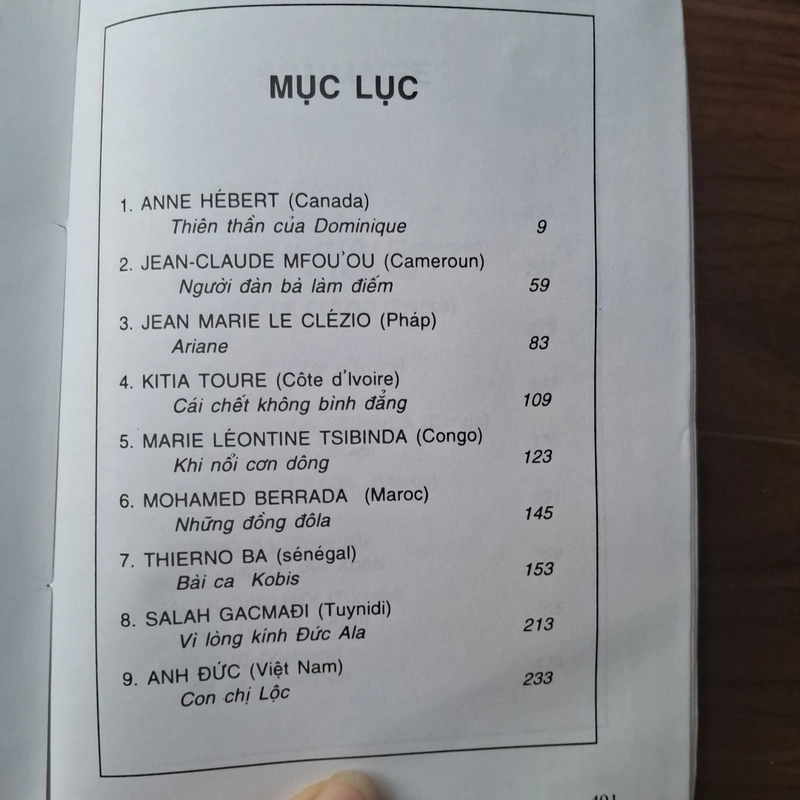 MỤC LỤC
1. ANNE HÉBERT (Canada)
Thiên thần của Dominique 9
2. JEAN-CLAUDE MFOU'OU (Cameroun)
Người đàn bà làm điếm 59
3. JEAN MARIE LE CLÉZIO (Pháp)
Ariane 83
4. KITIA TOURE (Côte d'Ivoire)
Cái chết không bình đẳng 109
5. MARIE LÉONTINE TSIBINDA (Congo)
Khi nổi cơn dông 123
6. MOHAMED BERRADA (Maroc)
Những đồng đôla 145
7. THIERNO BA (sénégal)
Bài ca Kobis 153
8. SALAH GACMAĐI (Tuynidi)
Vì lòng kính Đức Ala 213
9. ANH ĐỨC (Việt Nam)
Con chị Lộc 233